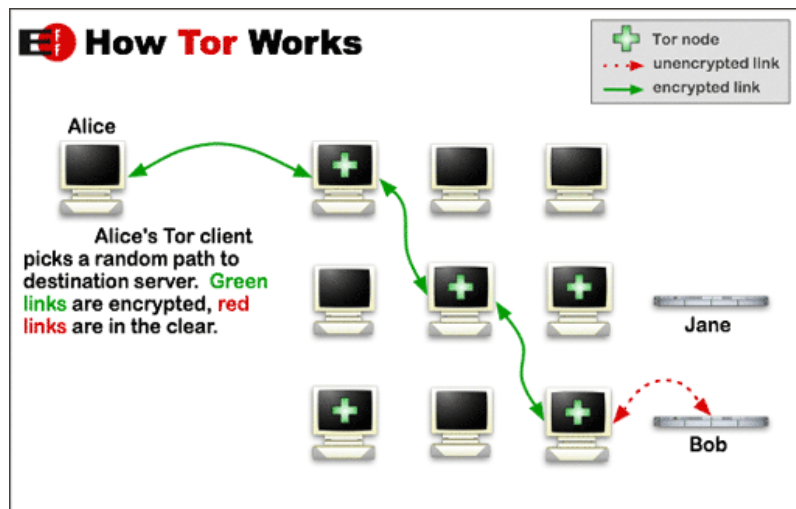 EFF How Tor Works
Tor node
unencrypted link
encrypted link
Alice
Alice's Tor client
picks a random path to
destination server. Green
links are encrypted, red
links are in the clear.
Jane
Bob